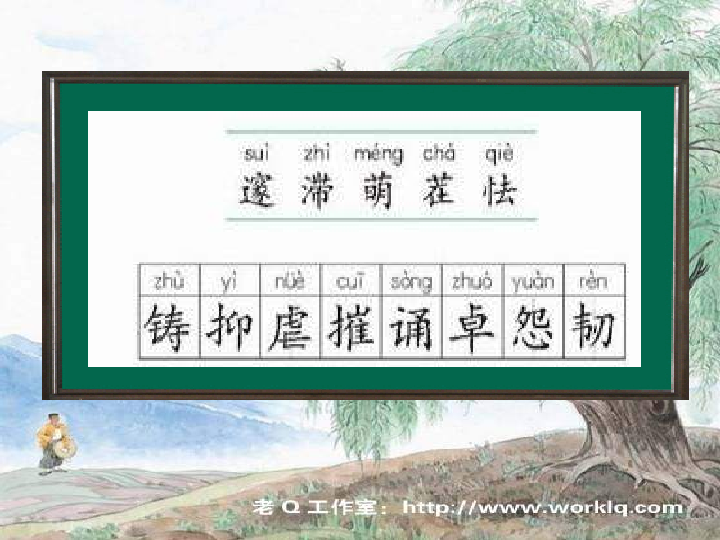 suì zhì méng chá qiè
邃 滞 萌 茬 怯
zhù yì nüè cuī sòng zhuó yuàn rèn
铸 抑 虐 摧 诵 卓 怨 韧
老 Q 工作室：http://www.worklq.com